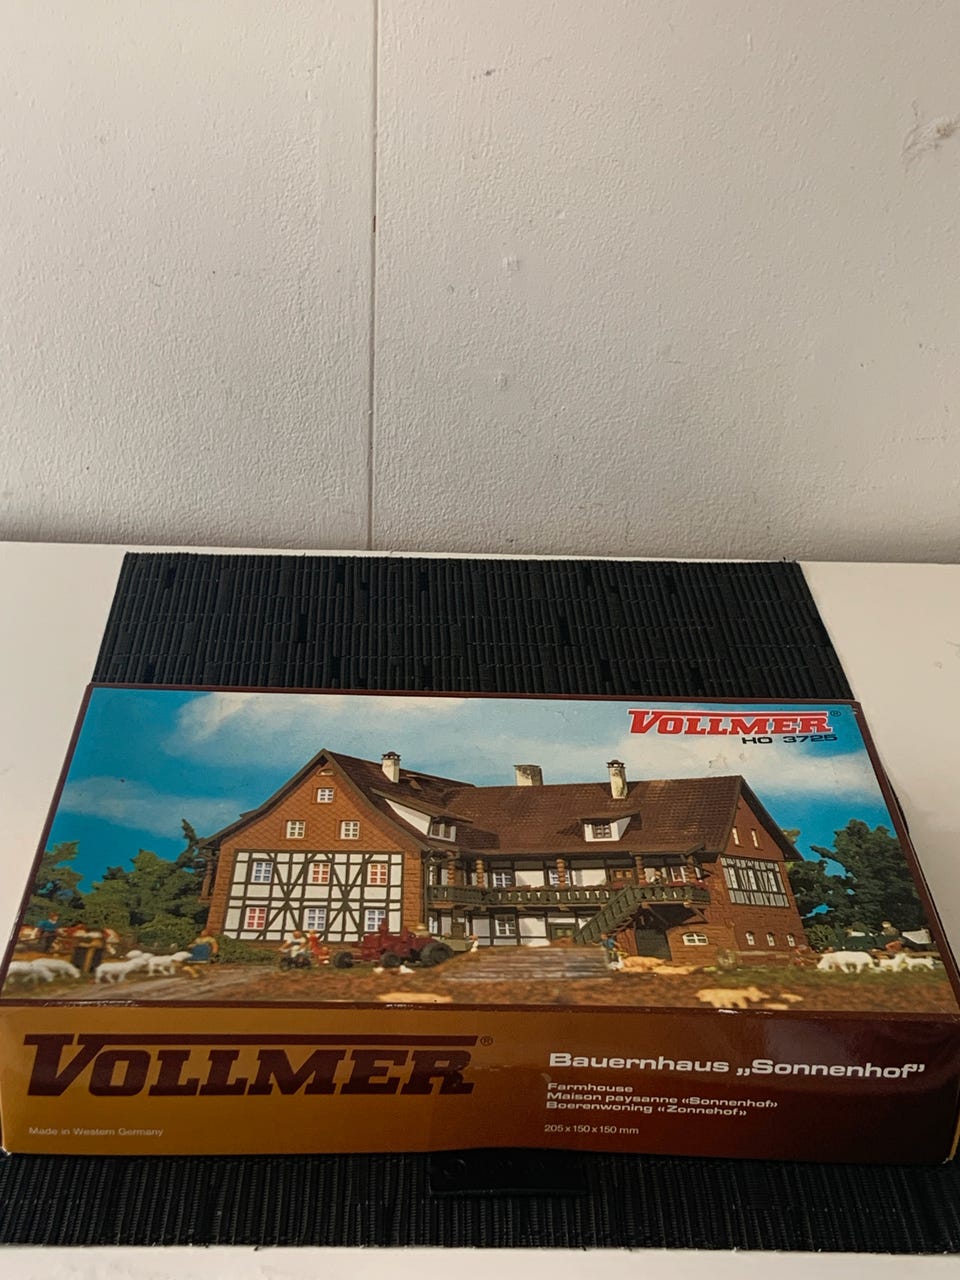 VOLLMER®
HO 3725
VOLLMER®
Made in Western Germany
Bauernhaus „Sonnenhof"
Farmhouse
Maison paysanne «Sonnenhof»
Boerenwoning «Zonnehof»
205 x 150 x 150 mm